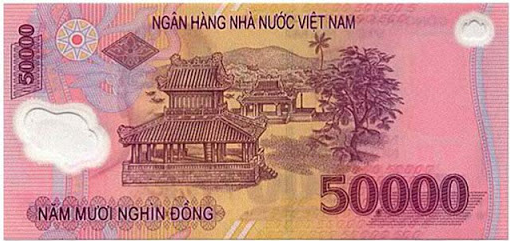 NGÂN HÀNG NHÀ NƯỚC VIỆT NAM
50000
50000
NĂM MƯƠI NGHÌN ĐỒNG